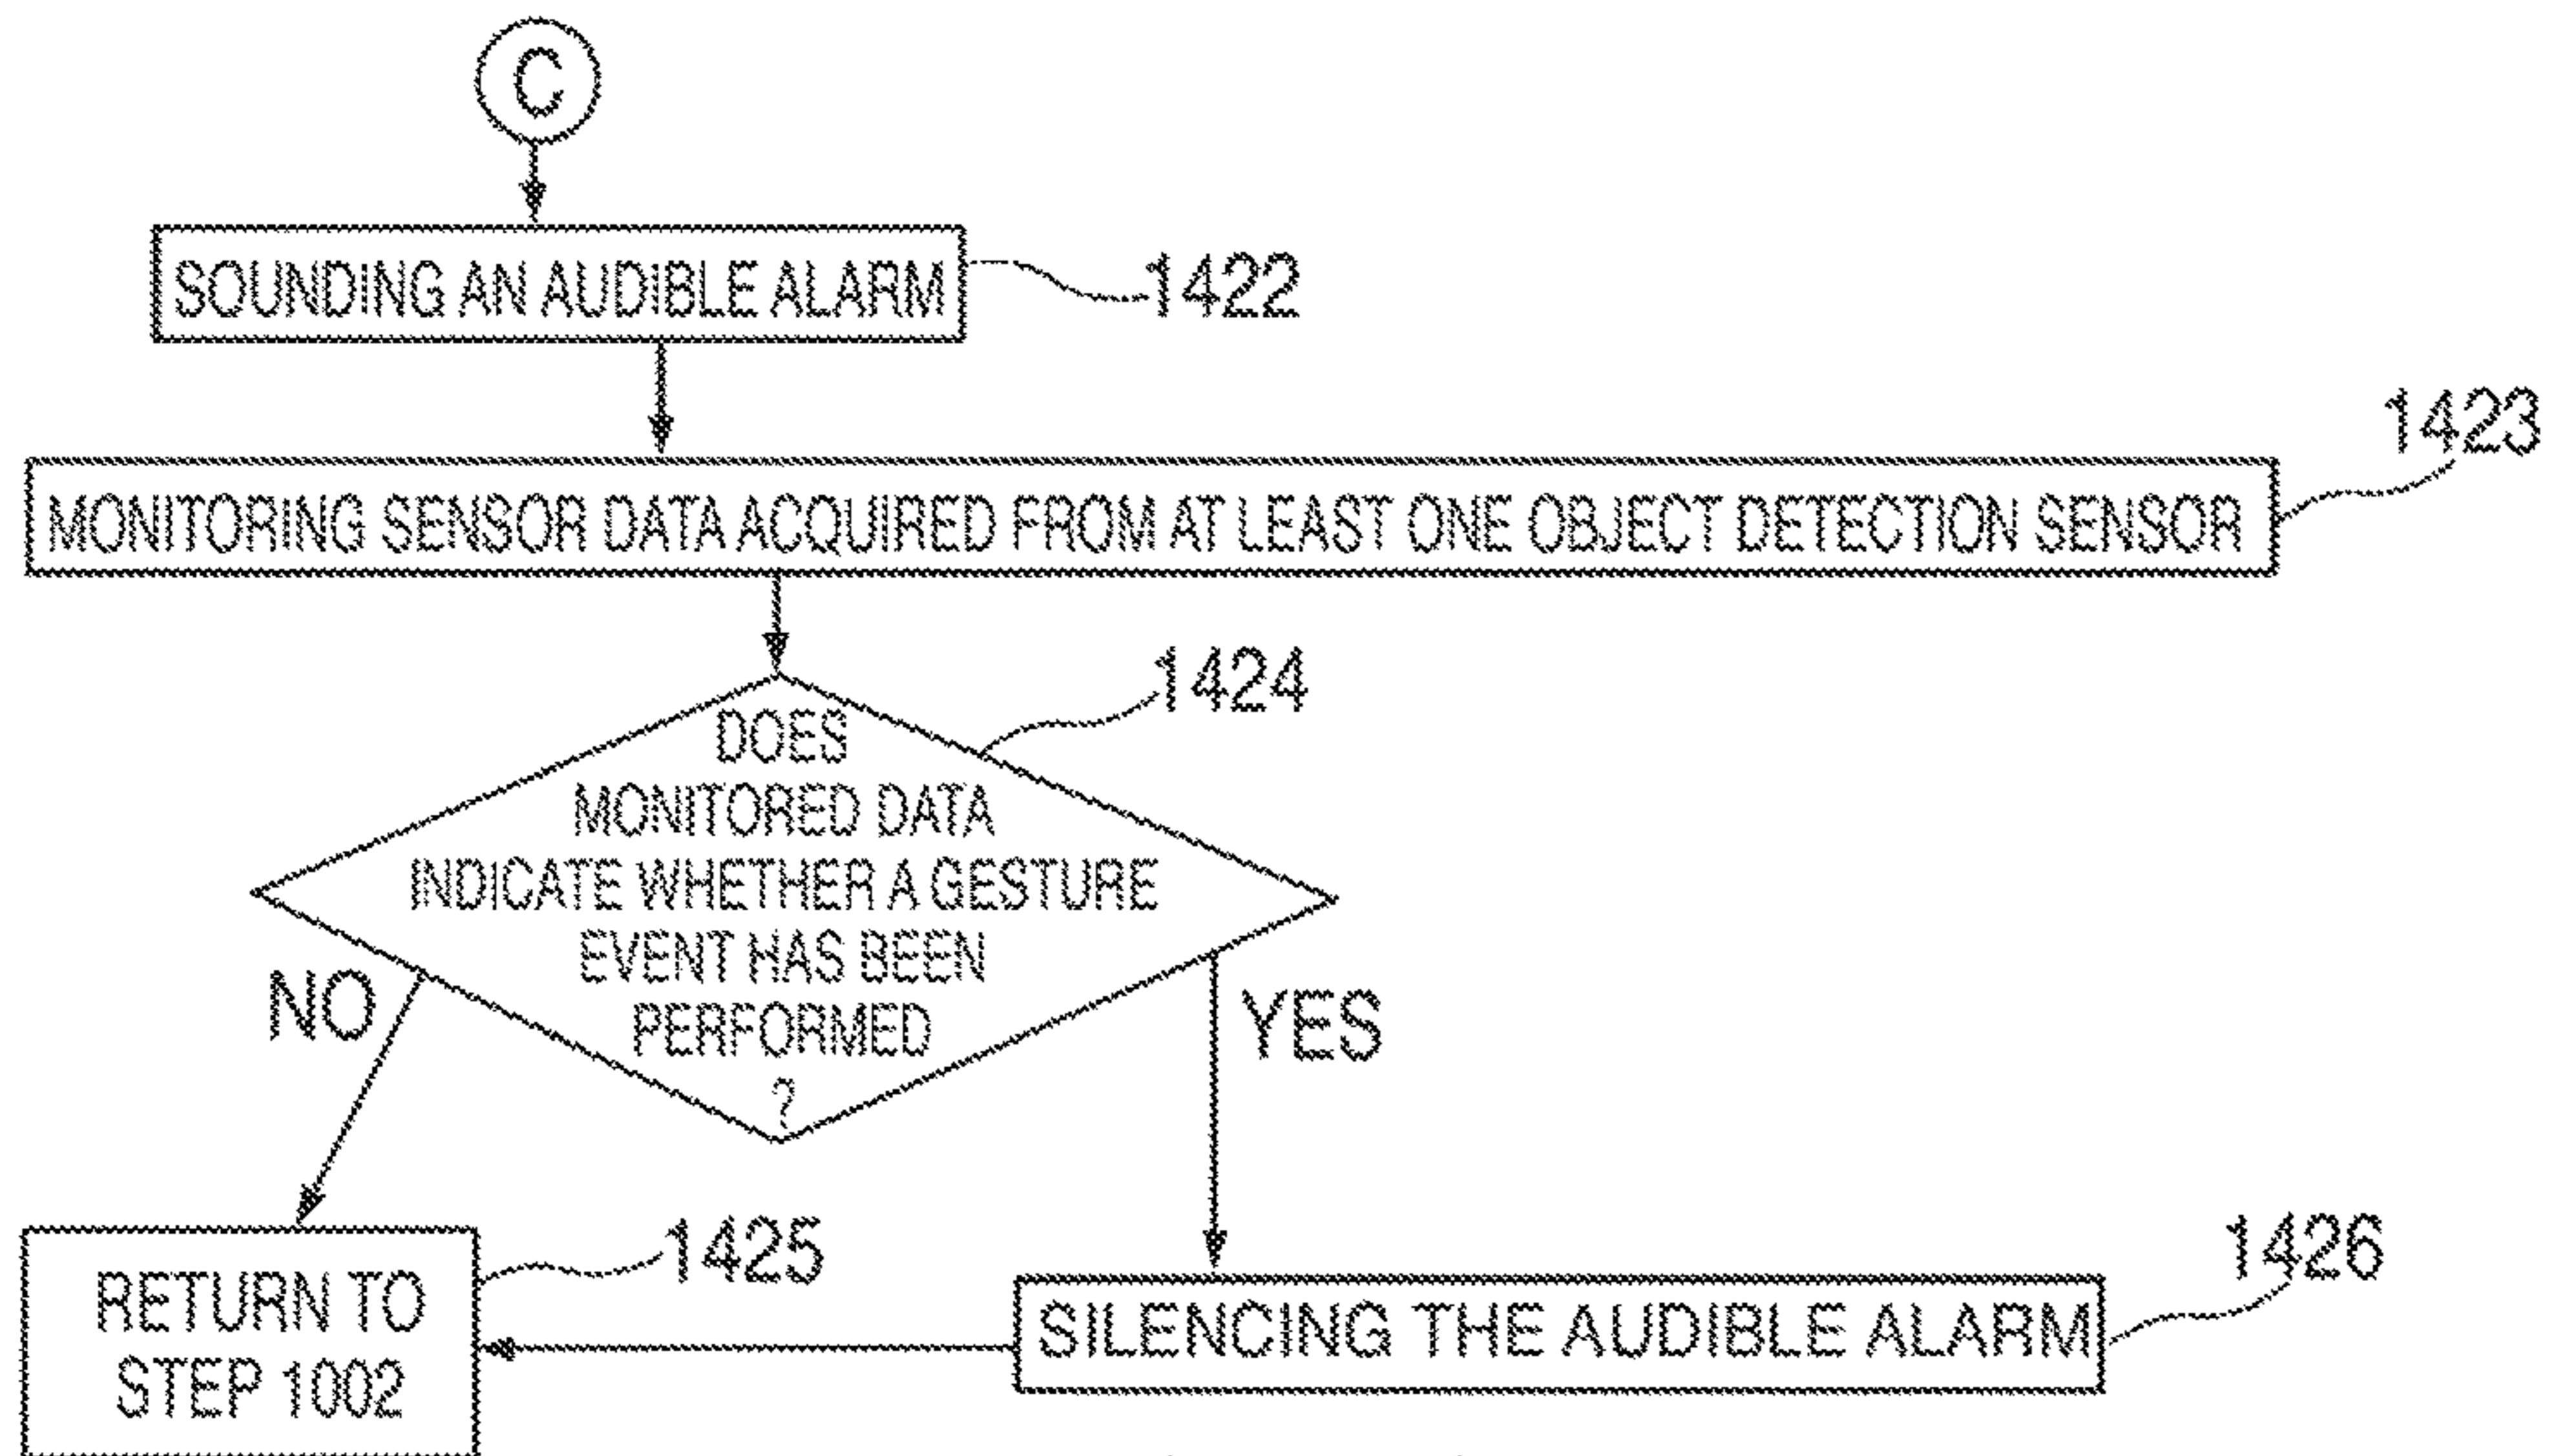 C
SOUNDING AN AUDIBLE ALARM
1422
1423
MONITORING SENSOR DATA ACQUIRED FROM AT LEAST ONE OBJECT DETECTION SENSOR
1424
DOES
MONITORED DATA
INDICATE WHETHER A GESTURE
EVENT HAS BEEN
PERFORMED
?
NO
YES
1425
1426
RETURN TO
STEP 1002
SILENCING THE AUDIBLE ALARM